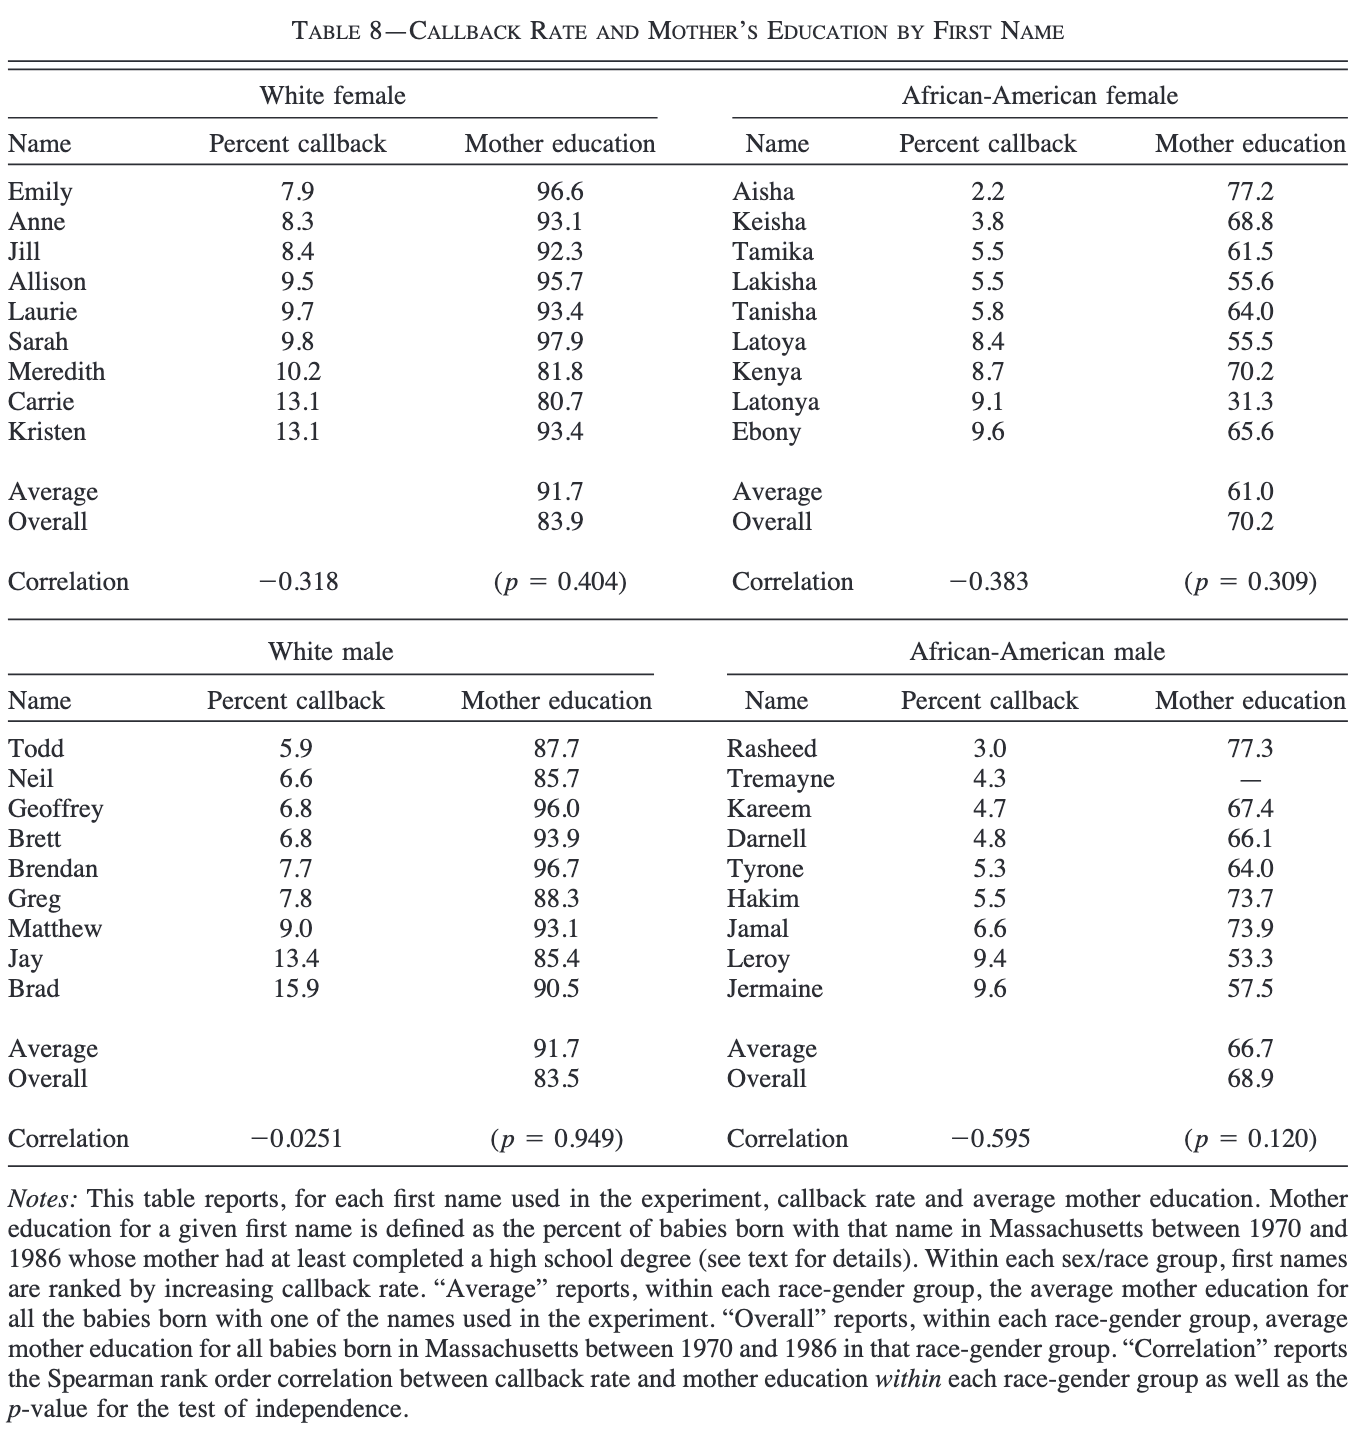 TABLE 8—CALLBACK RATE AND MOTHER'S EDUCATION BY FIRST NAME
White female African-American female
Name Percent callback Mother education Name Percent callback Mother education
Emily 7.9 96.6 Aisha 2.2 77.2
Anne 8.3 93.1 Keisha 3.8 68.8
Jill 8.4 92.3 Tamika 5.5 61.5
Allison 9.5 95.7 Lakisha 5.5 55.6
Laurie 9.7 93.4 Tanisha 5.8 64.0
Sarah 9.8 97.9 Latoya 8.4 55.5
Meredith 10.2 81.8 Kenya 8.7 70.2
Carrie 13.1 80.7 Latonya 9.1 31.3
Kristen 13.1 93.4 Ebony 9.6 65.6
Average 91.7 Average 61.0
Overall 83.9 Overall 70.2
Correlation −0.318 (p = 0.404) Correlation −0.383 (p = 0.309)
White male African-American male
Name Percent callback Mother education Name Percent callback Mother education
Todd 5.9 87.7 Rasheed 3.0 77.3
Neil 6.6 85.7 Tremayne 4.3 —
Geoffrey 6.8 96.0 Kareem 4.7 67.4
Brett 6.8 93.9 Darnell 4.8 66.1
Brendan 7.7 96.7 Tyrone 5.3 64.0
Greg 7.8 88.3 Hakim 5.5 73.7
Matthew 9.0 93.1 Jamal 6.6 73.9
Jay 13.4 85.4 Leroy 9.4 53.3
Brad 15.9 90.5 Jermaine 9.6 57.5
Average 91.7 Average 66.7
Overall 83.5 Overall 68.9
Correlation −0.0251 (p = 0.949) Correlation −0.595 (p = 0.120)
Notes: This table reports, for each first name used in the experiment, callback rate and average mother education. Mother
education for a given first name is defined as the percent of babies born with that name in Massachusetts between 1970 and
1986 whose mother had at least completed a high school degree (see text for details). Within each sex/race group, first names
are ranked by increasing callback rate. “Average” reports, within each race-gender group, the average mother education for
all the babies born with one of the names used in the experiment. “Overall” reports, within each race-gender group, average
mother education for all babies born in Massachusetts between 1970 and 1986 in that race-gender group. “Correlation” reports
the Spearman rank order correlation between callback rate and mother education within each race-gender group as well as the
p-value for the test of independence.